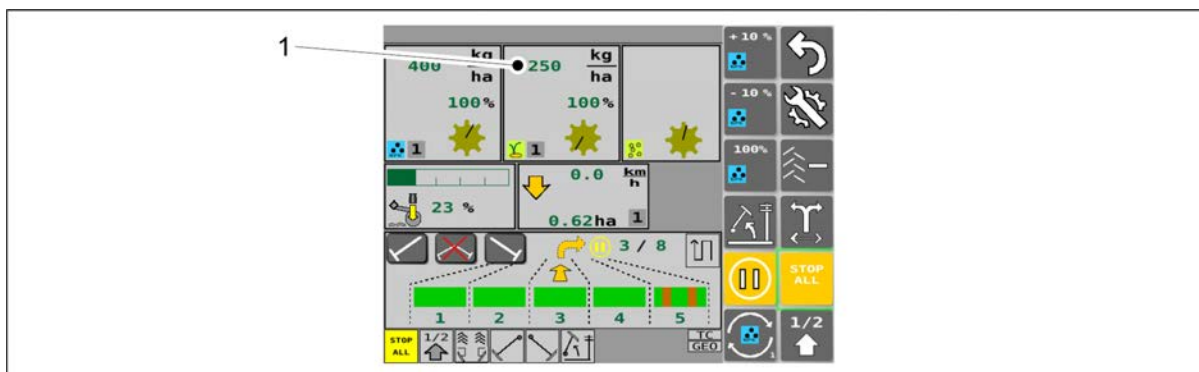 1
400 kg 250 kg
ha ha
100% 100%
1 1
0.0 km
h
23 %
0.62ha 1
3 / 8
1 2 3 4 5
STOP
ALL
1/2
TC
GEO
+10 %
- 10 %
100%
STOP
ALL
1
1/2